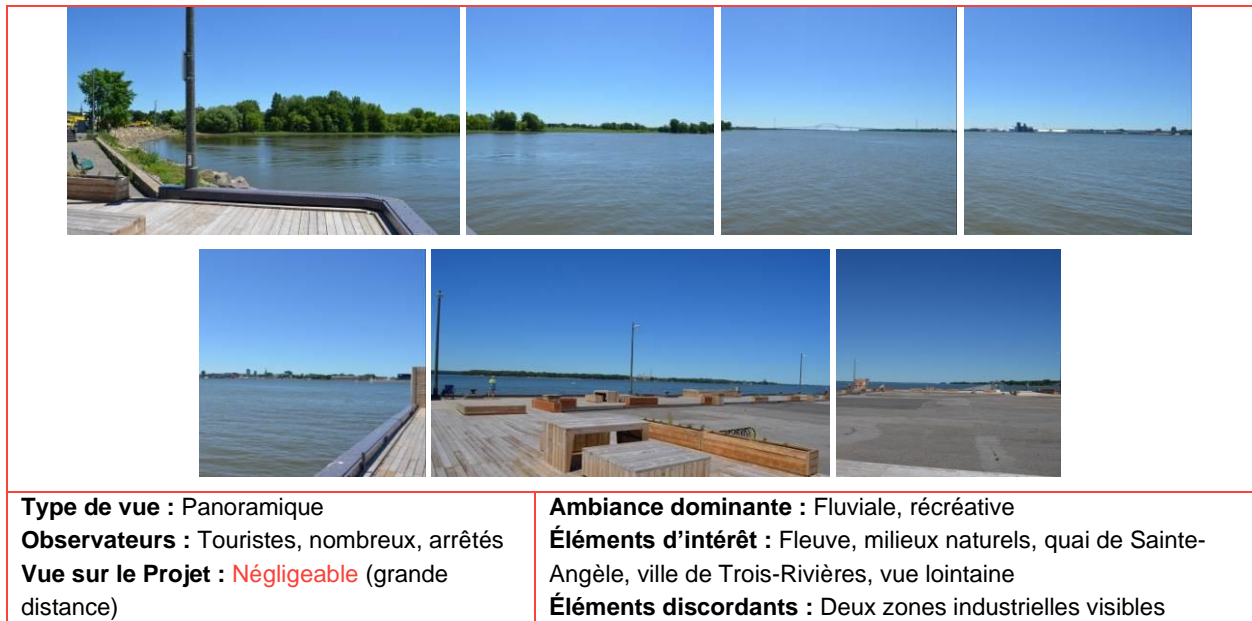 Type de vue : Panoramique
Observateurs : Touristes, nombreux, arrêtés
Vue sur le Projet : Négligeable (grande
distance)
Ambiance dominante : Fluviale, récréative
Éléments d'intérêt : Fleuve, milieux naturels, quai de Sainte-
Angèle, ville de Trois-Rivières, vue lointaine
Éléments discordants : Deux zones industrielles visibles